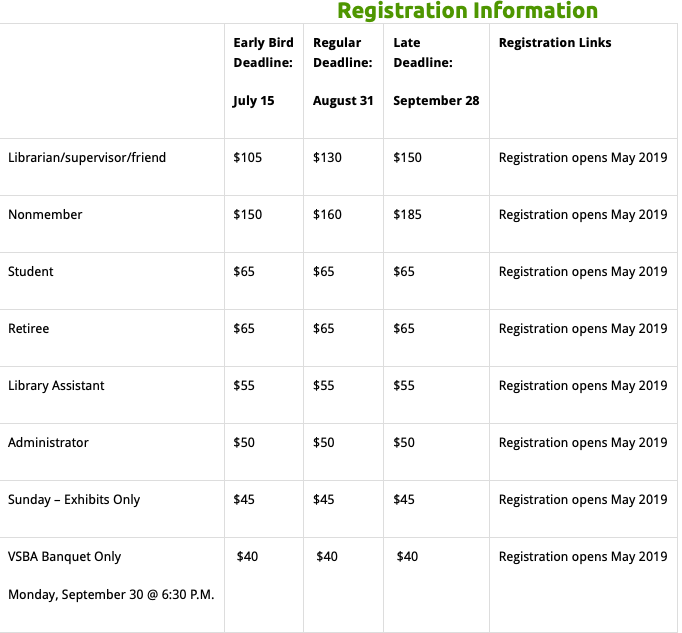 Registration Information
Early Bird Deadline: July 15 Regular Deadline: August 31 Late Deadline: September 28 Registration Links
Librarian/supervisor/friend $105 $130 $150 Registration opens May 2019
Nonmember $150 $160 $185 Registration opens May 2019
Student $65 $65 $65 Registration opens May 2019
Retiree $65 $65 $65 Registration opens May 2019
Library Assistant $55 $55 $55 Registration opens May 2019
Administrator $50 $50 $50 Registration opens May 2019
Sunday – Exhibits Only $45 $45 $45 Registration opens May 2019
VSBA Banquet Only $40 $40 $40 Registration opens May 2019
Monday, September 30 @ 6:30 P.M.